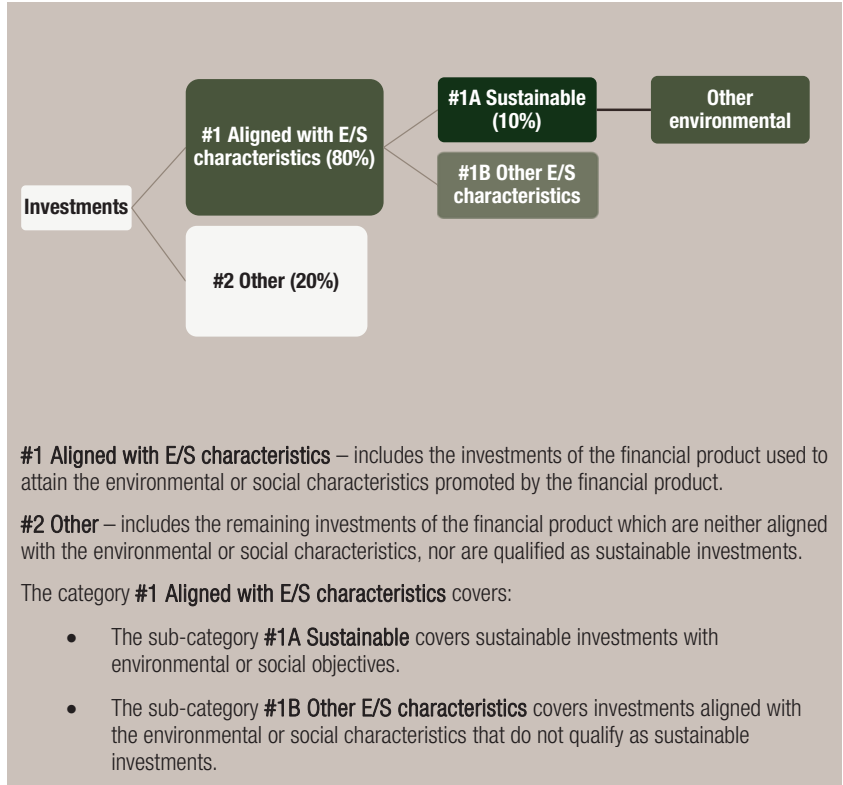 #1 Aligned with E/S
characteristics (80%)
#1A Sustainable
(10%)
Other
environmental
#1B Other E/S
characteristics
Investments
#2 Other (20%)
#1 Aligned with E/S characteristics – includes the investments of the financial product used to
attain the environmental or social characteristics promoted by the financial product.
#2 Other – includes the remaining investments of the financial product which are neither aligned
with the environmental or social characteristics, nor are qualified as sustainable investments.
The category #1 Aligned with E/S characteristics covers:
• The sub-category #1A Sustainable covers sustainable investments with
environmental or social objectives.
• The sub-category #1B Other E/S characteristics covers investments aligned with
the environmental or social characteristics that do not qualify as sustainable
investments.